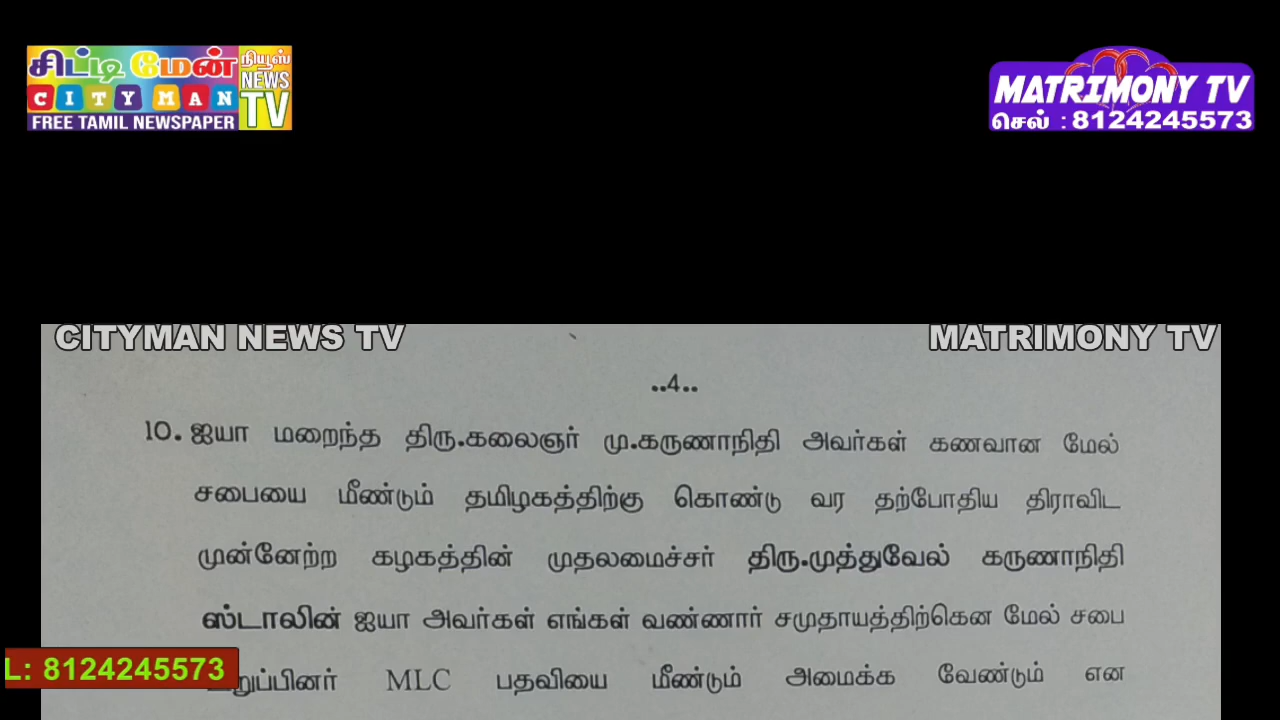 சிட்டி மேன் நியூஸ்
CITYMAN NEWS
FREE TAMIL NEWSPAPER TV
MATRIMONY TV
செல் : 8124245573
CITYMAN NEWS TV MATRIMONY TV
..4..
10. ஐயா மறைந்த திரு.கலைஞர் மு.கருணாநிதி அவர்கள் கணவான மேல்
சபையை மீண்டும் தமிழகத்திற்கு கொண்டு வர தற்போதிய திராவிட
முன்னேற்ற கழகத்தின் முதலமைச்சர் திரு.முத்துவேல் கருணாநிதி
ஸ்டாலின் ஐயா அவர்கள் எங்கள் வண்ணார் சமுதாயத்திற்கென மேல் சபை
L: 8124245573
MLC பதவியை மீண்டும் அமைக்க வேண்டும் என